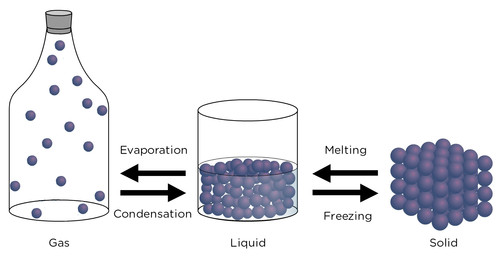 Evaporation
Condensation
Melting
Freezing
Gas
Liquid
Solid